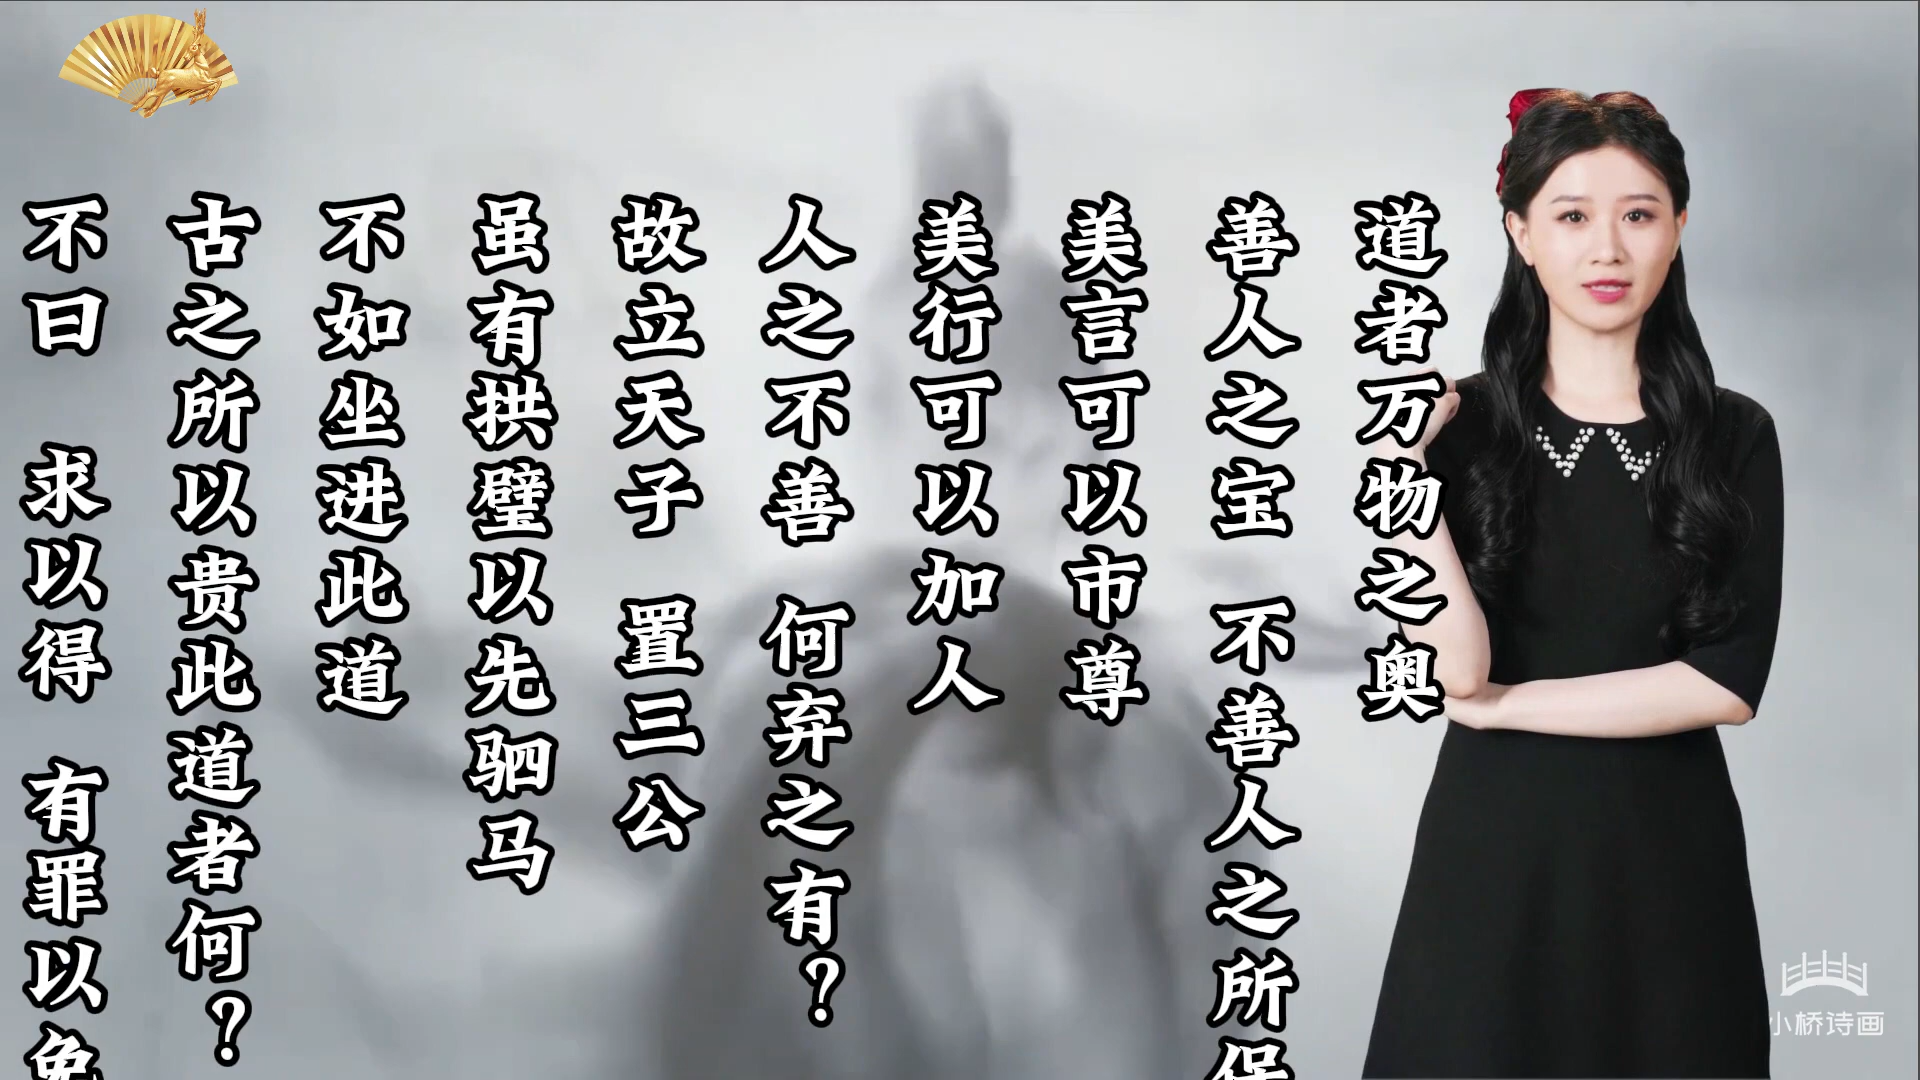 道者万物之奥
善人之宝 不善人之所保
美言可以市尊
美行可以加人
人之不善 何弃之有？
故立天子 置三公
虽有拱璧以先驷马
不如坐进此道
古之所以贵此道者何？
不曰 求以得 有罪以免
小桥诗画